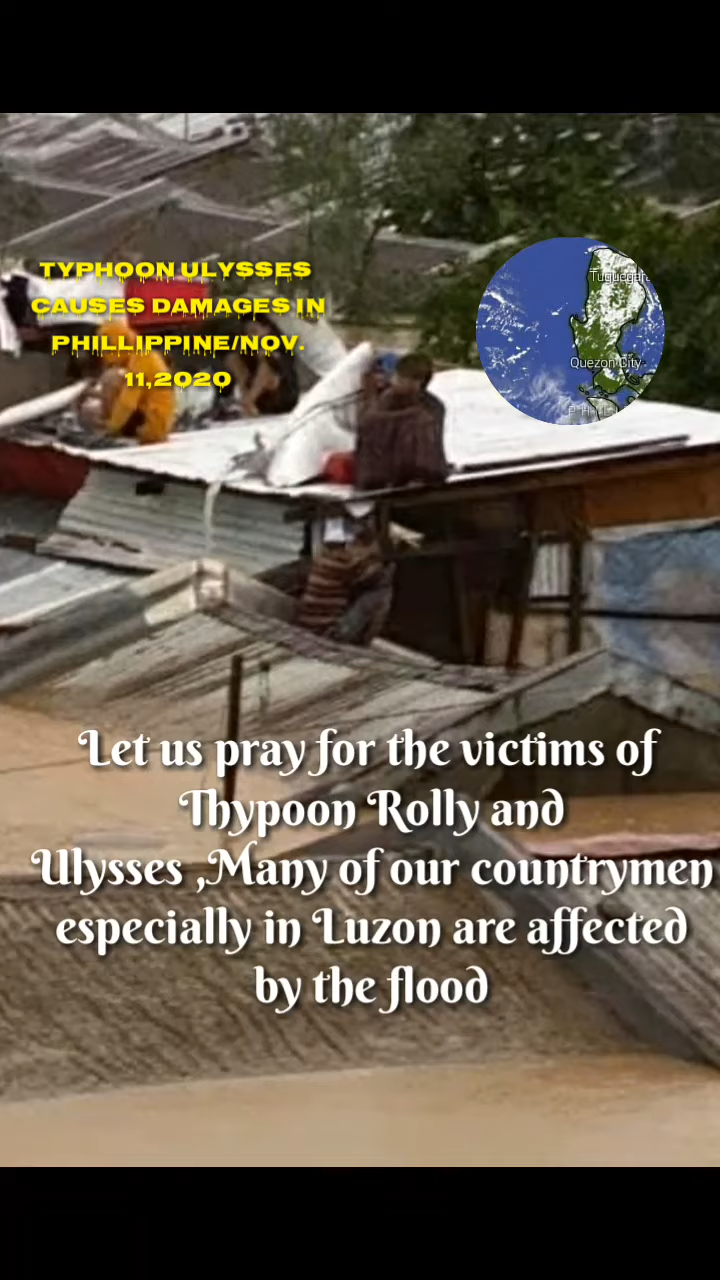 TYPHOON ULYSSES
CAUSES DAMAGES IN
PHILLIPPINE/NOV.
11,2020
Quezon City
Let us pray for the victims of
Thypoon Rolly and
Ulysses ,Many of our countrymen
especially in Luzon are affected
by the flood